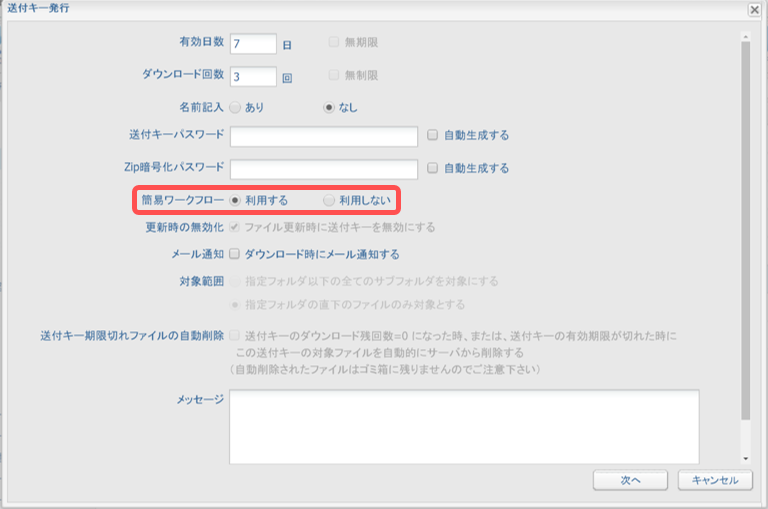 送付キー発行
有効日数 7 日 無期限
ダウンロード回数 3 回 無制限
名前記入 あり なし
送付キーパスワード 自動生成する
Zip暗号化パスワード 自動生成する
簡易ワークフロー 利用する 利用しない
更新時の無効化 ファイル更新時に送付キーを無効にする
メール通知 ダウンロード時にメール通知する
対象範囲 指定フォルダ以下の全てのサブフォルダを対象にする
指定フォルダの直下のファイルのみ対象とする
送付キー期限切れファイルの自動削除 送付キーのダウンロード残回数=0 になった時、または、送付キーの有効期限が切れた時に
この送付キーの対象ファイルを自動的にサーバから削除する
(自動削除されたファイルはゴミ箱に残りませんのでご注意下さい)
メッセージ
次へ キャンセル